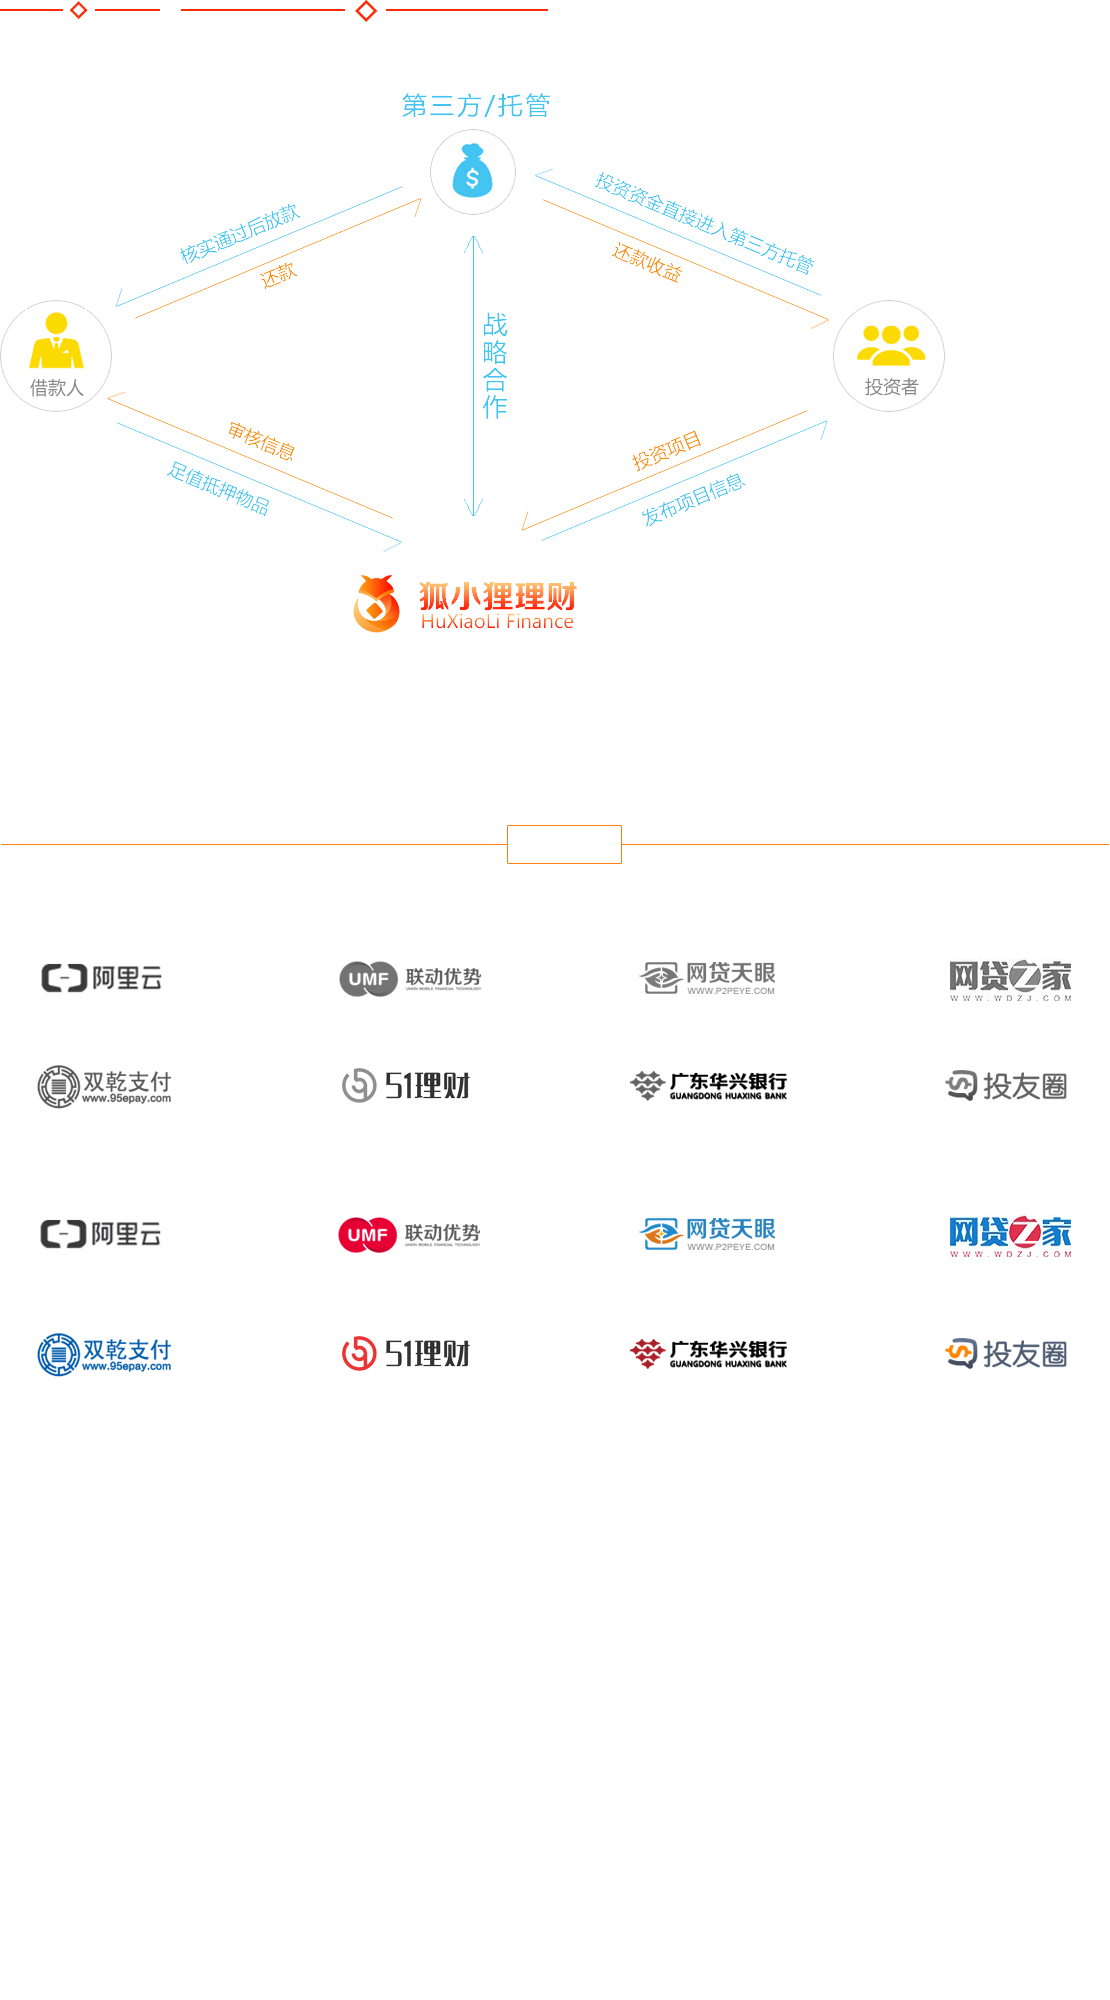 第三方/托管
投资资金直接进入第三方托管
核实通过后放款
还款收益
还款
战略合作
借款人
投资者
审核信息
投资项目
足值抵押物品
发布项目信息
狐小狸理财
HuXiaoLi Finance
阿里云
UMF 联动优势
UNION MOBILE FINANCIAL TECHNOLOGY
网贷天眼
WWW.P2PEYE.COM
网贷之家
WWW.WDZJ.COM
双乾支付
www.95epay.com
51理财
广东华兴银行
GUANGDONG HUAXING BANK
投友圈
阿里云
UMF 联动优势
UNION MOBILE FINANCIAL TECHNOLOGY
网贷天眼
WWW.P2PEYE.COM
网贷之家
WWW.WDZJ.COM
双乾支付
www.95epay.com
51理财
广东华兴银行
GUANGDONG HUAXING BANK
投友圈